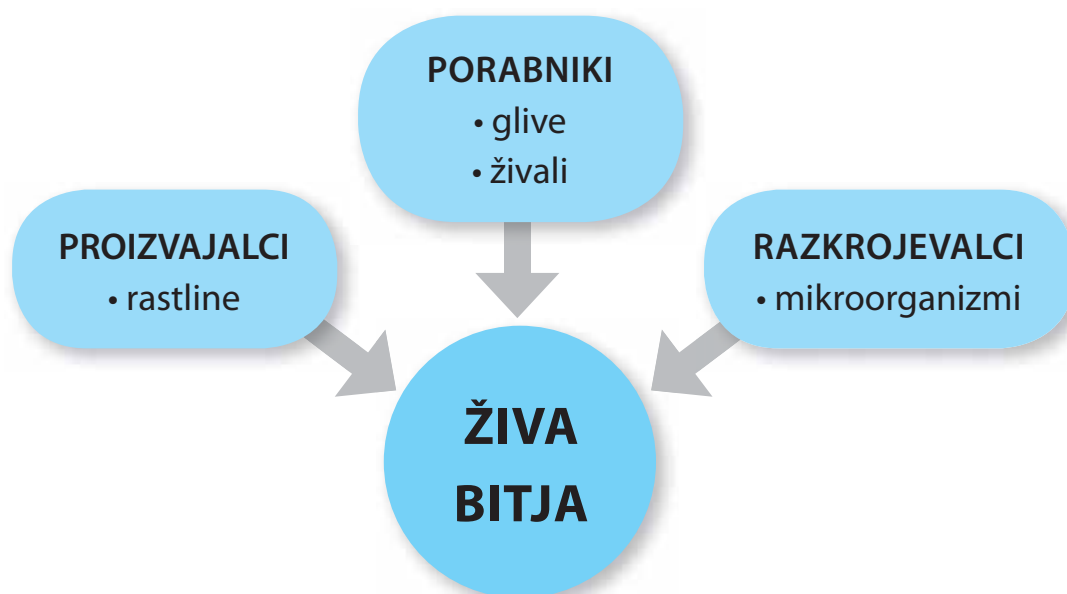 PORABNIKI
• glive
• živali
PROIZVAJALCI
• rastline
RAZKROJEVALCI
• mikroorganizmi
ŽIVA
BITJA